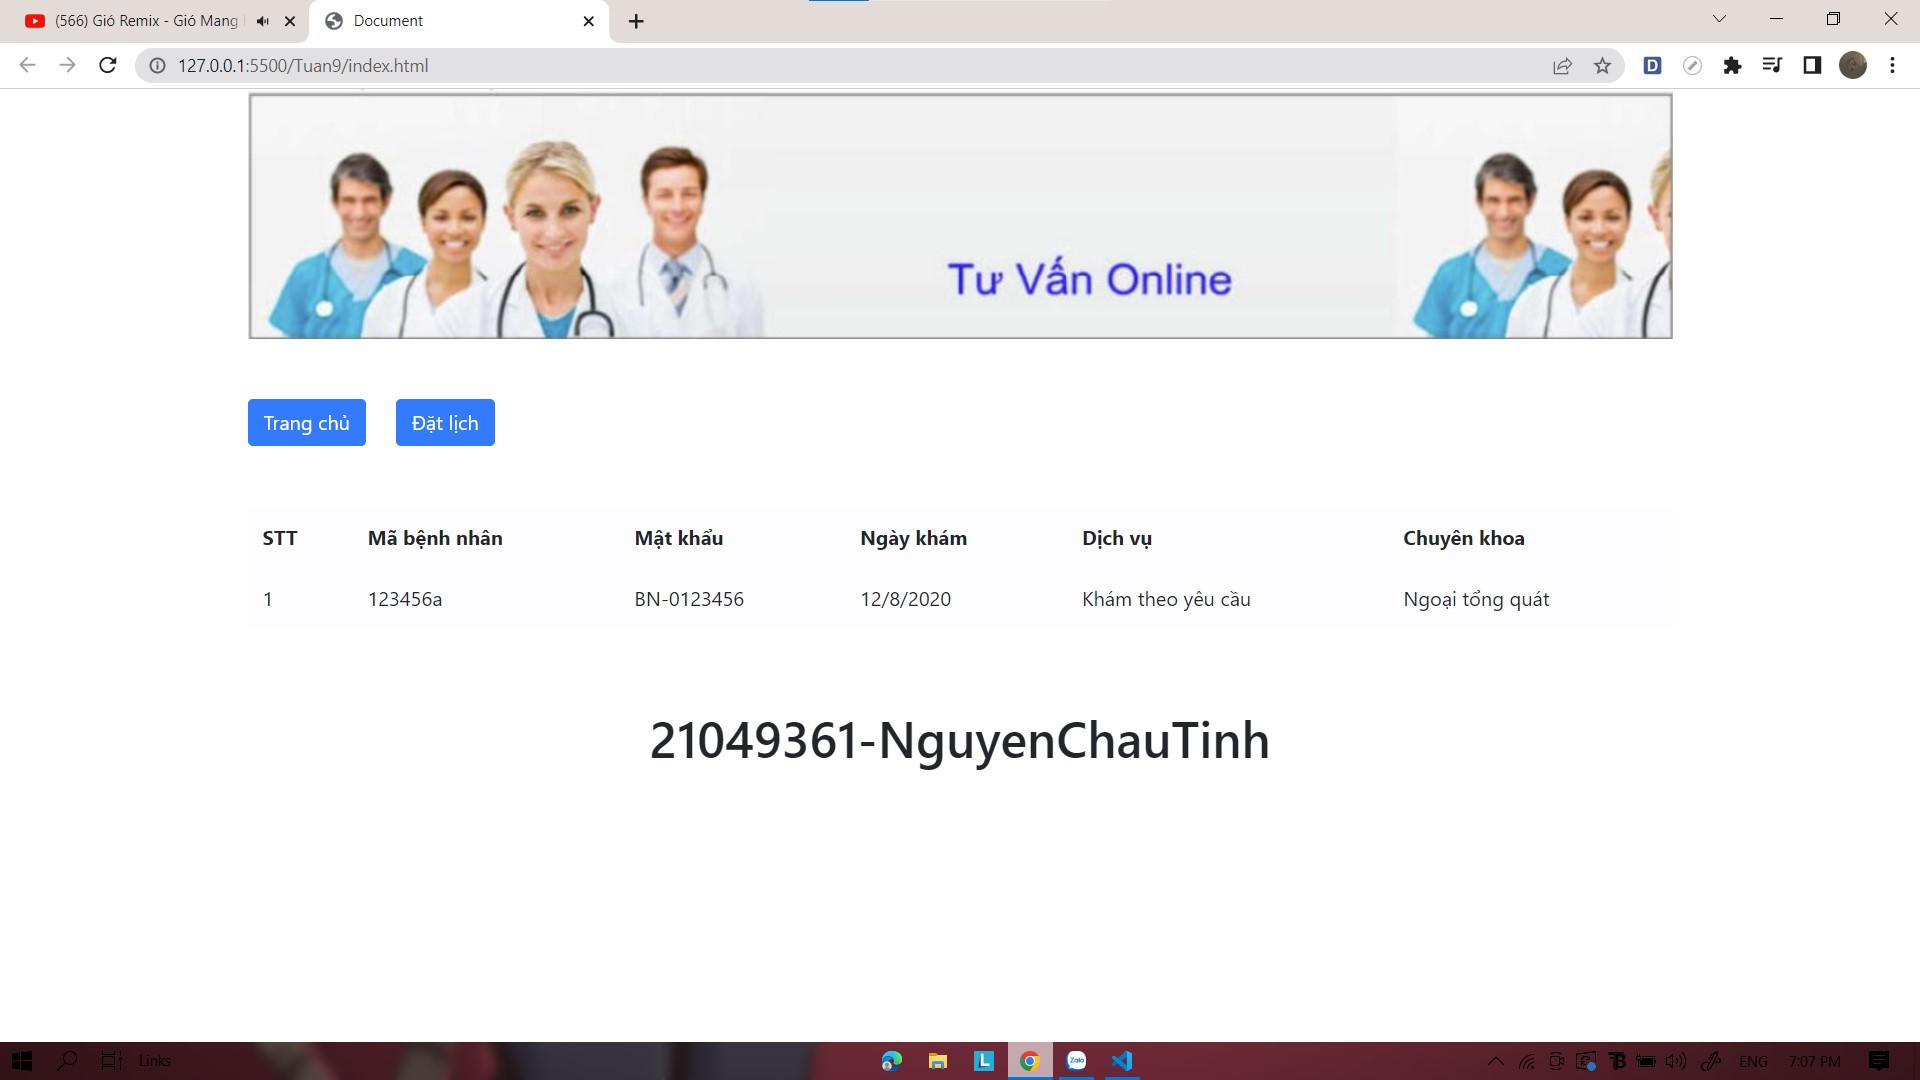 (566) Gió Remix - Gió Mang
Document
127.0.0.1:5500/Tuan9/index.html
D
Tư Vấn Online
Trang chủ
Đặt lịch
STT Mã bệnh nhân Mật khẩu Ngày khám Dịch vụ Chuyên khoa
1 123456a BN-0123456 12/8/2020 Khám theo yêu cầu Ngoại tổng quát
21049361-NguyenChauTinh
Links
L
Zalo
ENG
7:07 PM